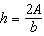 h = 2A/b